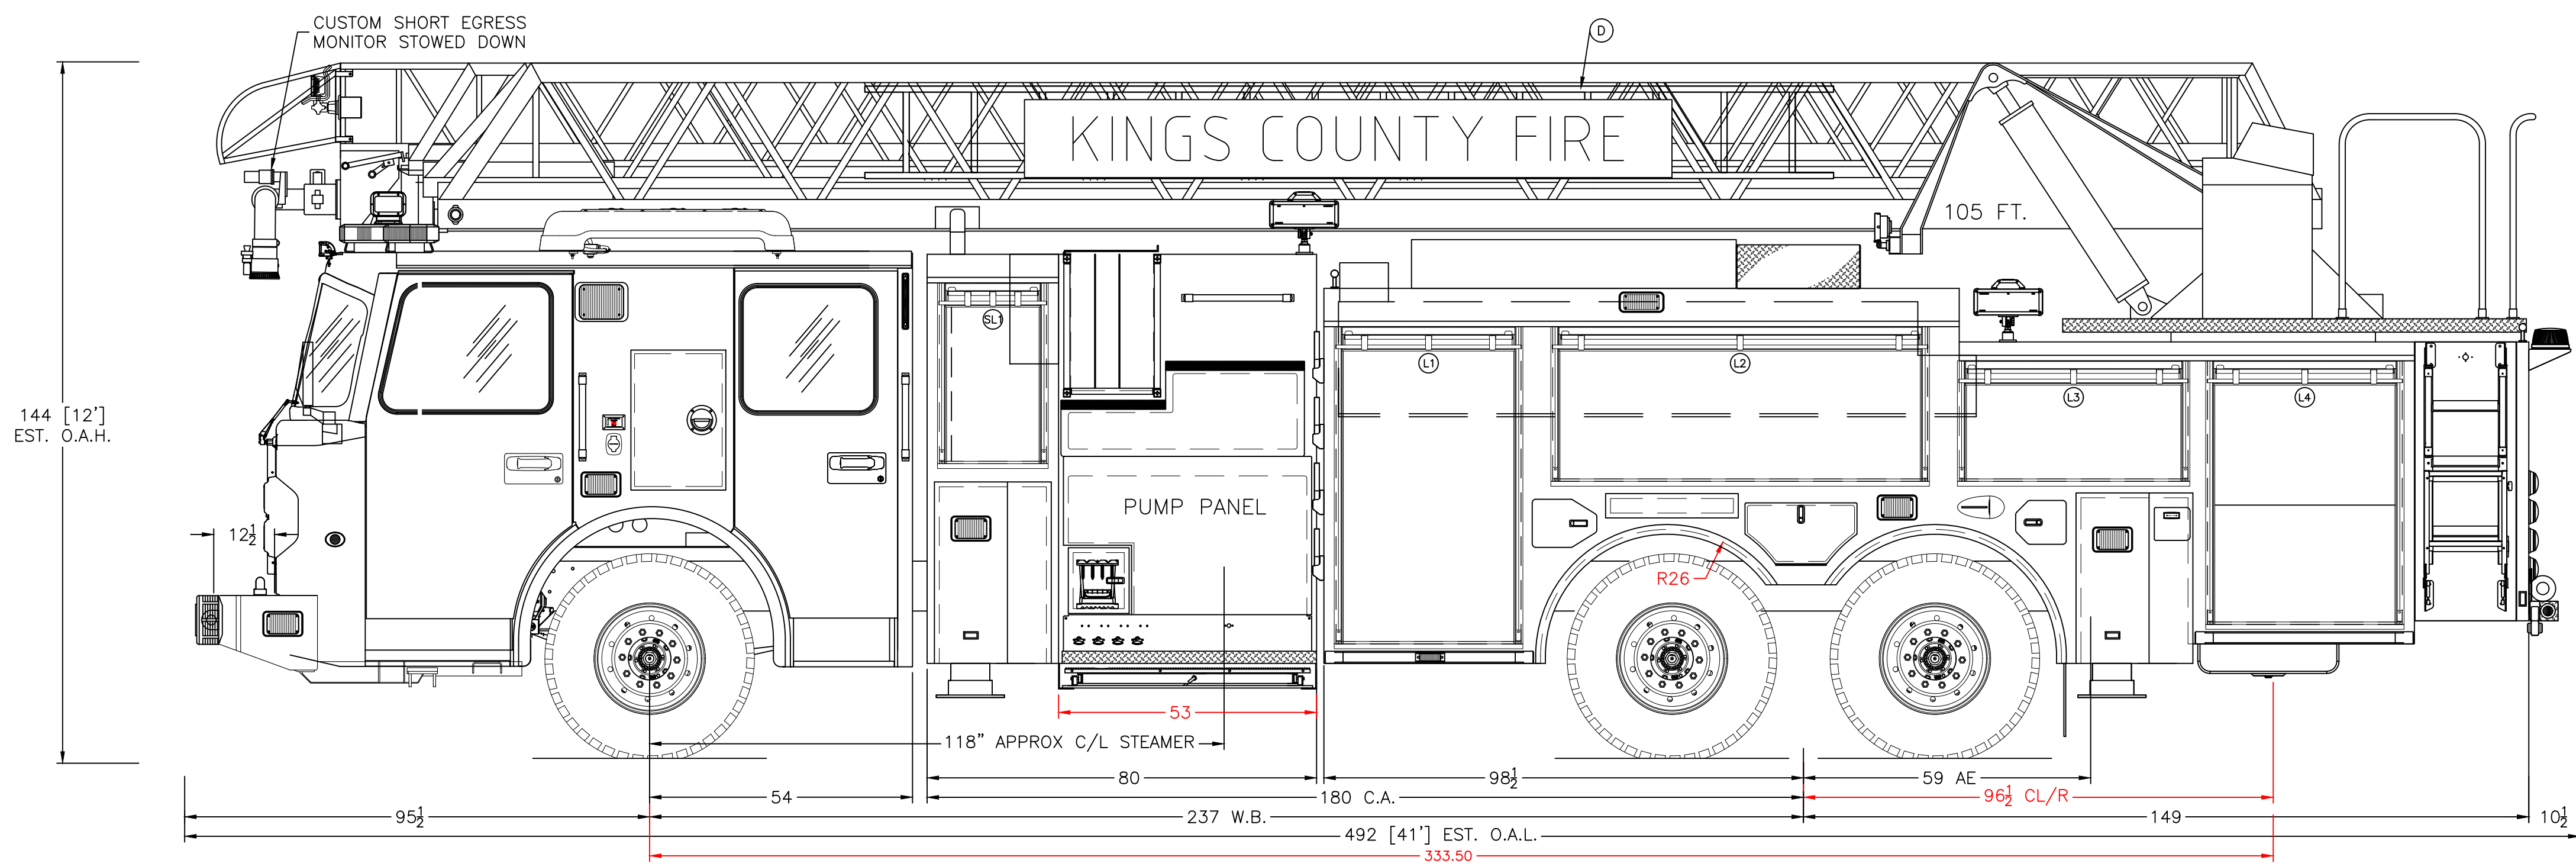 CUSTOM SHORT EGRESS
MONITOR STOWED DOWN
D
KINGS COUNTY FIRE
105 FT.
SL1
L1
L2
L3
L4
144 [12']
EST. O.A.H.
PUMP PANEL
12½
R26
53
118" APPROX C/L STEAMER
80
98½
59 AE
54
180 C.A.
96½ CL/R
95½
237 W.B.
149
10½
492 [41'] EST. O.A.L.
333.50